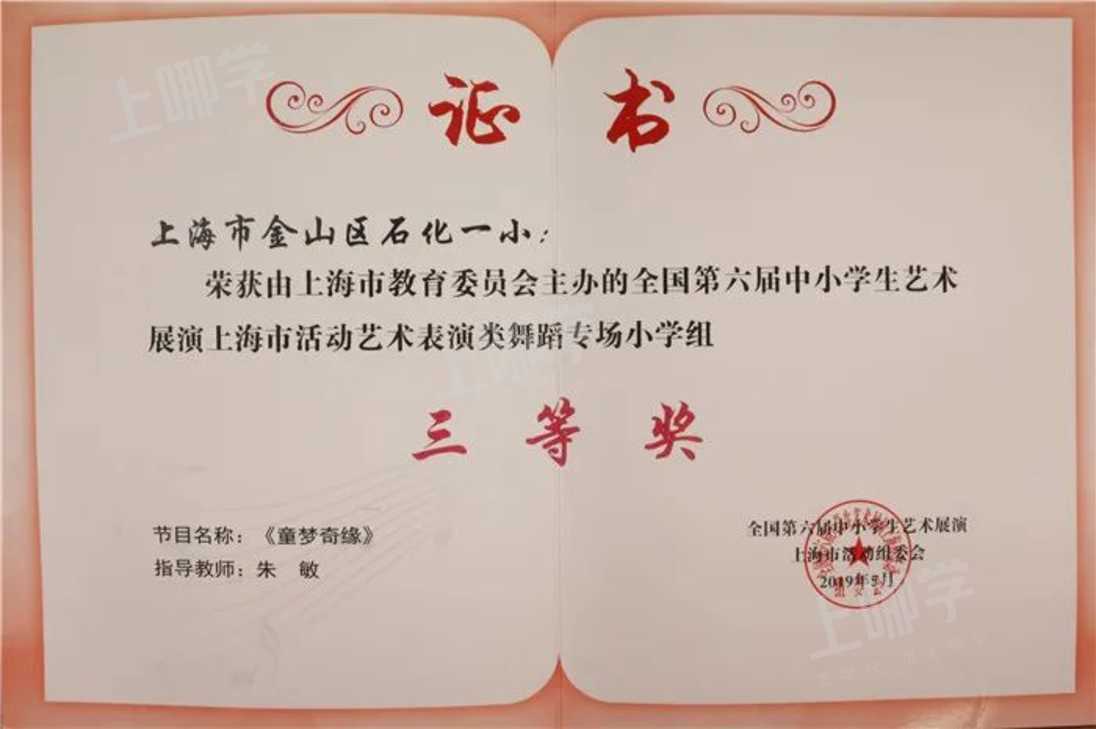 上哪学
证 书
上海市金山区石化一小:
荣获由上海市教育委员会主办的全国第六届中小学生艺术
展演上海市活动艺术表演类舞蹈专场小学组
三 等 奖
节目名称:《童梦奇缘》
指导教师:朱 敏
全国第六届中小学生艺术展演
上海市活动组委会
2019年 月
上哪学